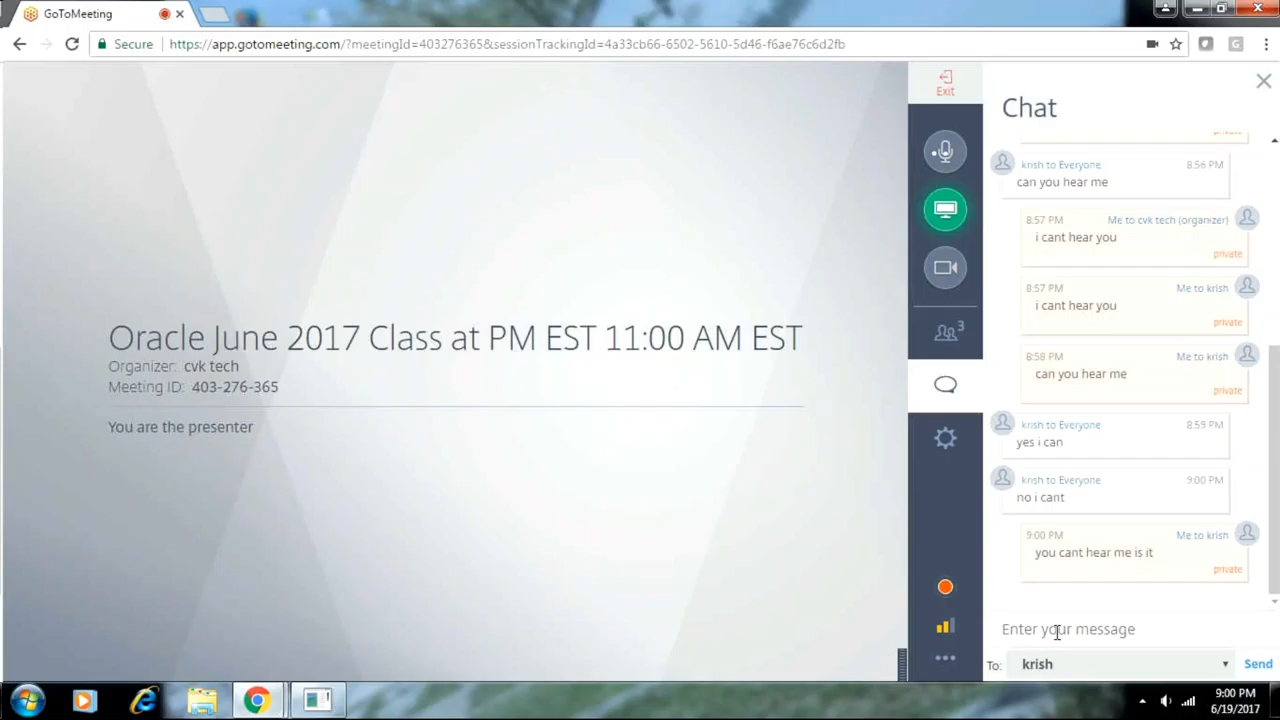 GoToMeeting
Secure
https://app.gotomeeting.com/?meetingId=403276365&sessionTrackingId=4a33cb66-6502-5610-5d46-f6ae76c6d2fb
Exit
Chat
private
krish to Everyone 8:56 PM
can you hear me
8:57 PM Me to cvk tech (organizer)
i cant hear you
private
8:57 PM Me to krish
i cant hear you
private
8:58 PM Me to krish
can you hear me
private
krish to Everyone 8:59 PM
yes i can
krish to Everyone 9:00 PM
no i cant
9:00 PM Me to krish
you cant hear me is it
private
Enter your message
To: krish Send
3
Oracle June 2017 Class at PM EST 11:00 AM EST
Organizer: cvk tech
Meeting ID: 403-276-365
You are the presenter
9:00 PM
6/19/2017